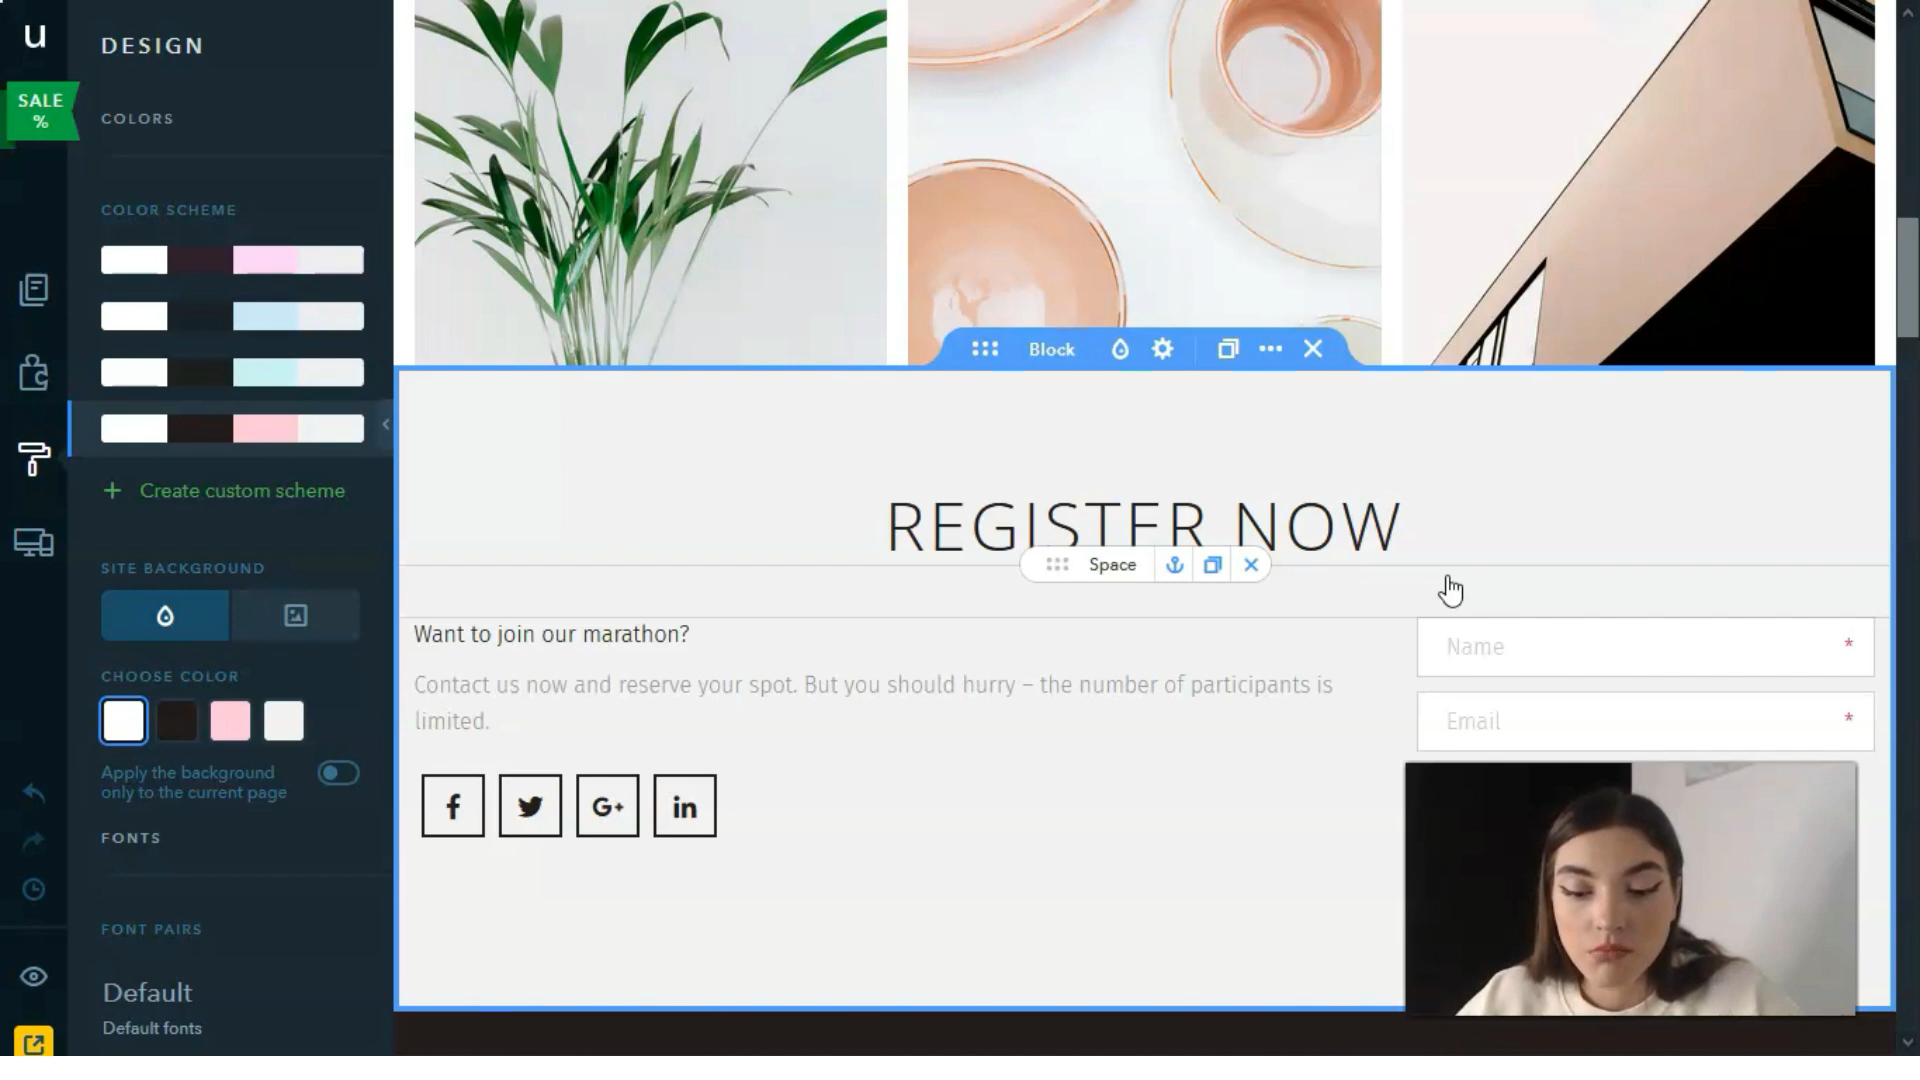 u
DESIGN
SALE
%
COLORS
COLOR SCHEME
+ Create custom scheme
SITE BACKGROUND
CHOOSE COLOR
Apply the background
only to the current page
FONTS
FONT PAIRS
Default
Default fonts
Block
REGISTER NOW
Space
Want to join our marathon?
Contact us now and reserve your spot. But you should hurry – the number of participants is
limited.
f
G+
in
Name *
Email *